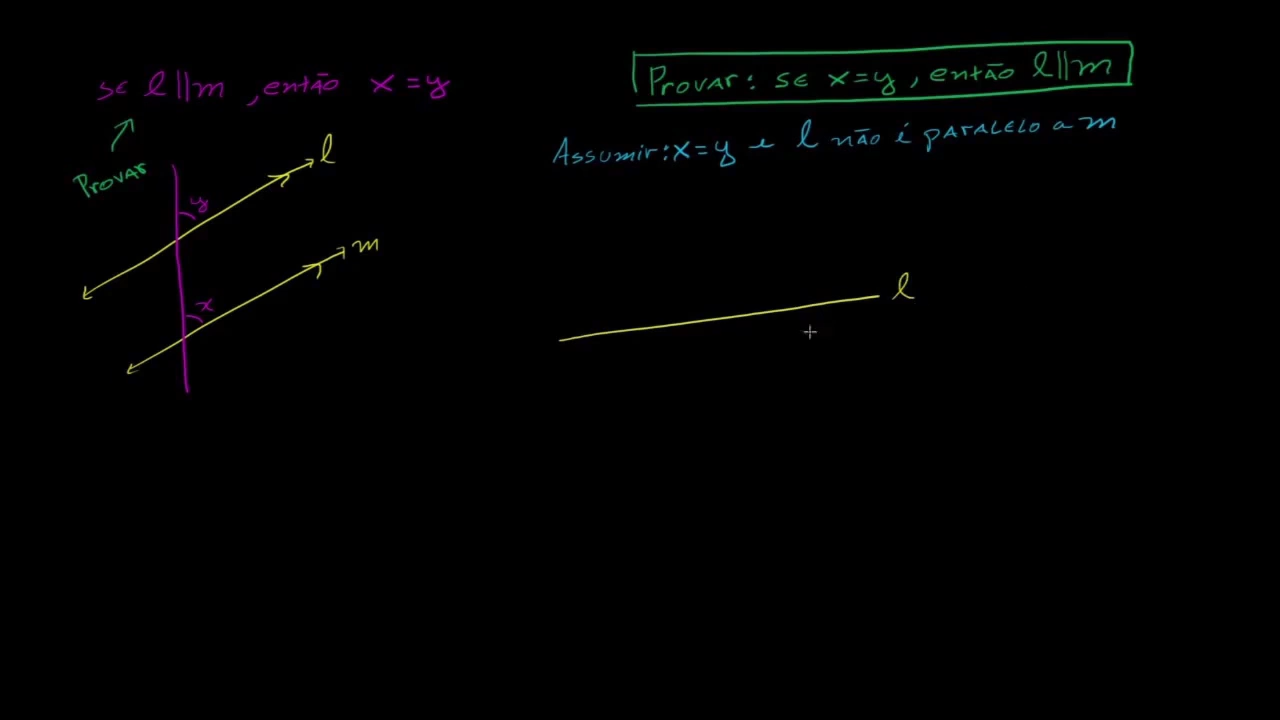 se l || m, então x = y
Provar: se x = y, então l || m
Assumir: x = y e l não é paralelo a m
Provar
l
y
m
x
l